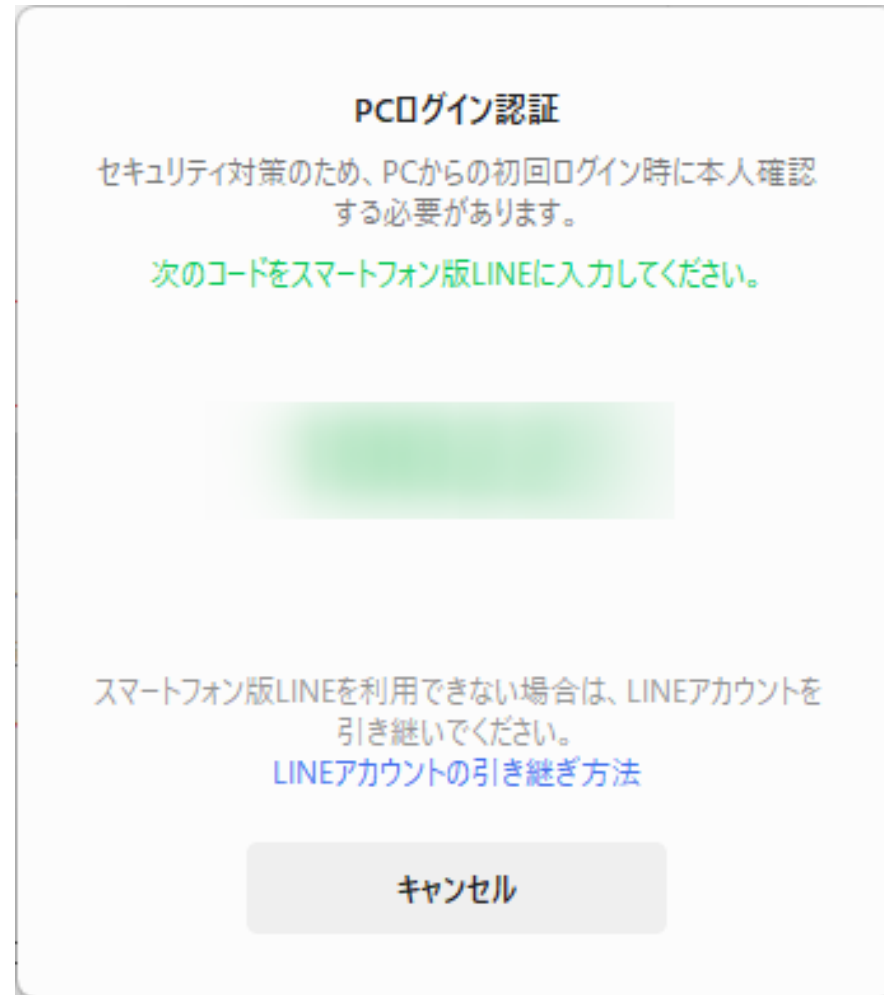 PCログイン認証
セキュリティ対策のため、PCからの初回ログイン時に本人確認
する必要があります。
次のコードをスマートフォン版LINEに入力してください。
スマートフォン版LINEを利用できない場合は、LINEアカウントを
引き継いでください。
LINEアカウントの引き継ぎ方法
キャンセル